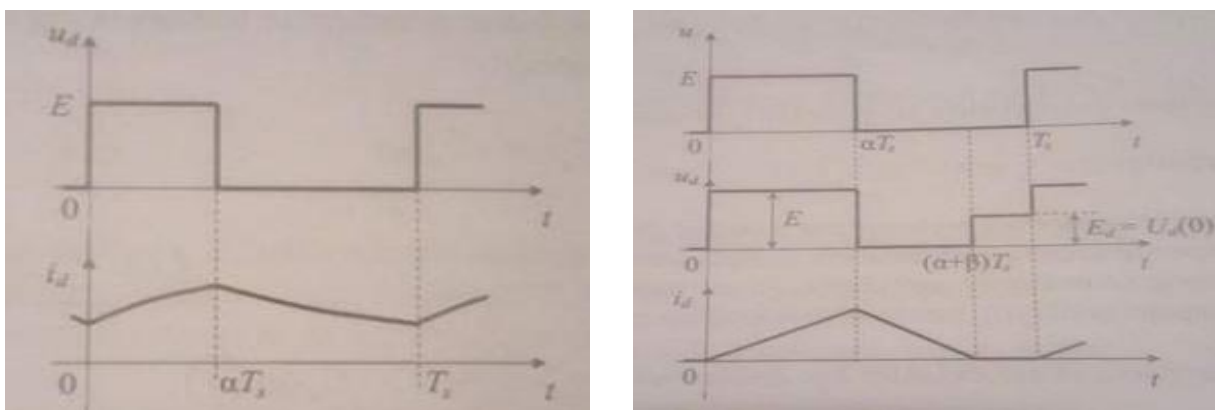 u_d
E
0
t
i_d
0
αT_s
T_s
t
u
E
0
αT_s
T_s
t
u_d
E
E_d = U_d(0)
0
(α+β)T_s
t
i_d
0
t